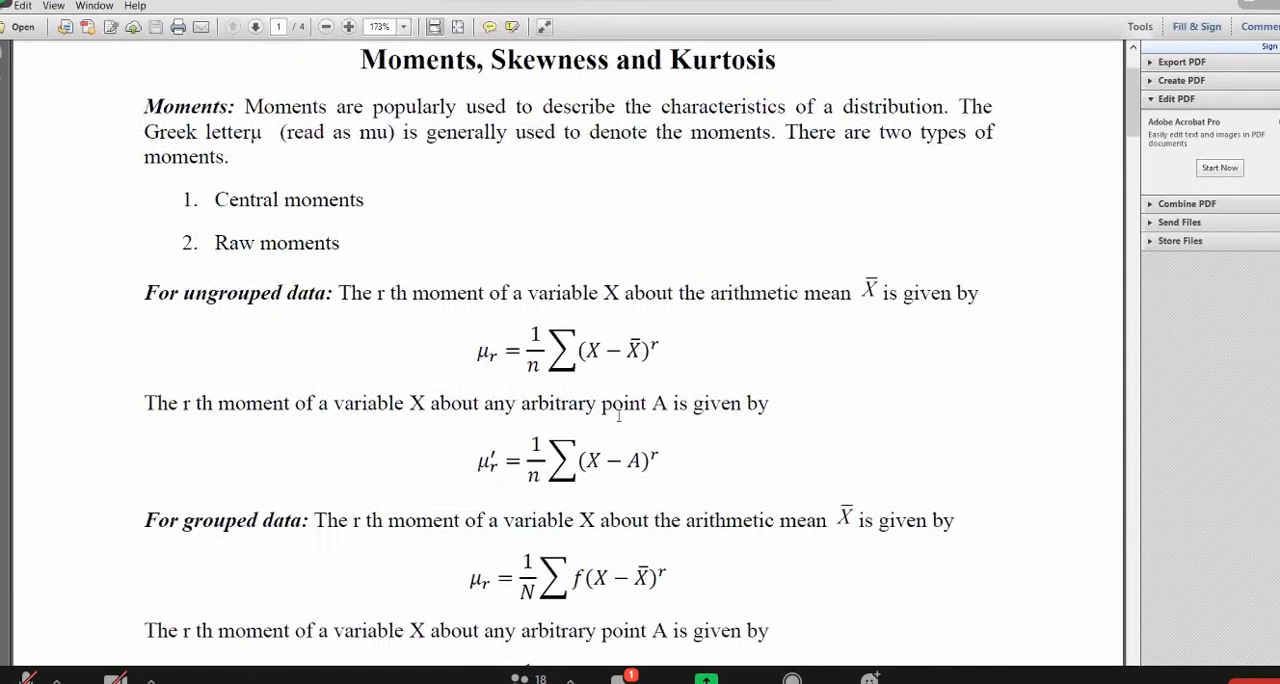 Edit View Window Help
Open 1 / 4 173% Tools Fill & Sign Comme
Sign
Export PDF
Create PDF
Edit PDF
Adobe Acrobat Pro
Easily edit text and images in PDF
documents
Start Now
Combine PDF
Send Files
Store Files
Moments, Skewness and Kurtosis
Moments: Moments are popularly used to describe the characteristics of a distribution. The
Greek letterμ (read as mu) is generally used to denote the moments. There are two types of
moments.
1. Central moments
2. Raw moments
For ungrouped data: The r th moment of a variable X about the arithmetic mean X̅ is given by
μᵣ = 1/n ∑(X − X̅)ʳ
The r th moment of a variable X about any arbitrary point A is given by
μ′ᵣ = 1/n ∑(X − A)ʳ
For grouped data: The r th moment of a variable X about the arithmetic mean X̅ is given by
μᵣ = 1/N ∑ f(X − X̅)ʳ
The r th moment of a variable X about any arbitrary point A is given by
18 1